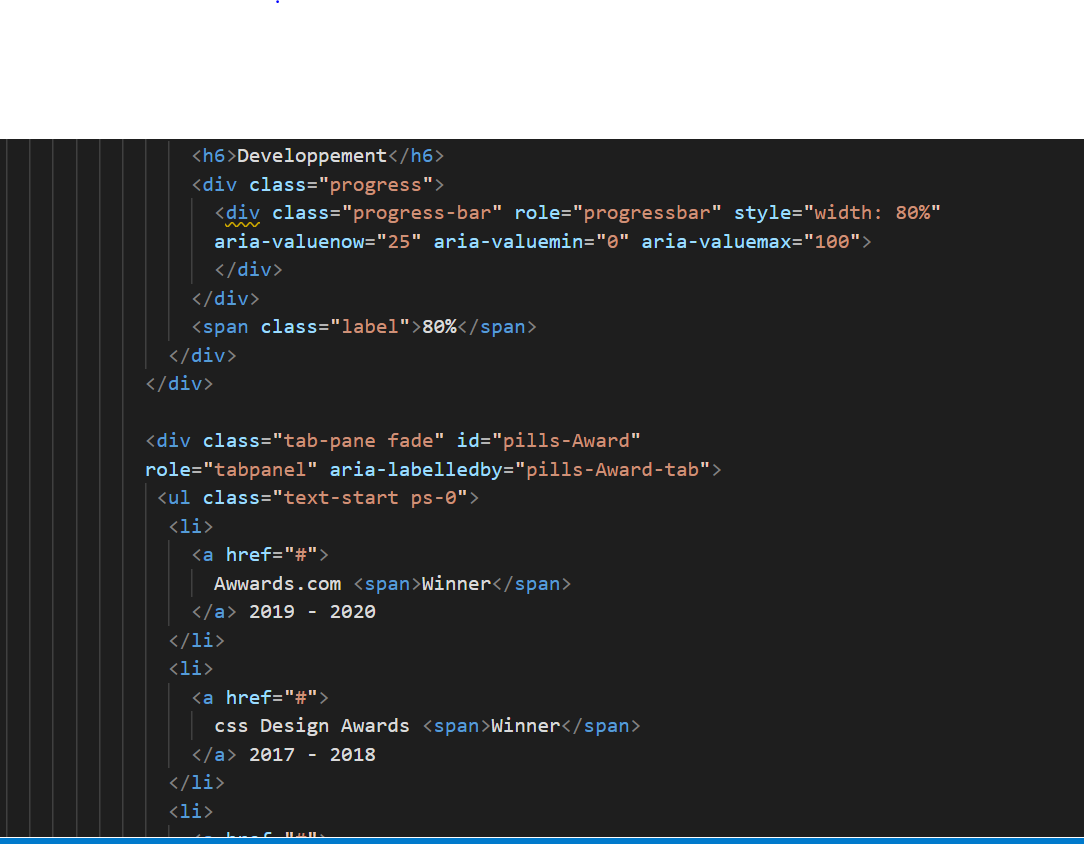 <h6>Developpement</h6>
<div class="progress">
<div class="progress-bar" role="progressbar" style="width: 80%"
aria-valuenow="25" aria-valuemin="0" aria-valuemax="100">
</div>
</div>
<span class="label">80%</span>
</div>
</div>
<div class="tab-pane fade" id="pills-Award"
role="tabpanel" aria-labelledby="pills-Award-tab">
<ul class="text-start ps-0">
<li>
<a href="#">
Awwards.com <span>Winner</span>
</a> 2019 - 2020
</li>
<li>
<a href="#">
css Design Awards <span>Winner</span>
</a> 2017 - 2018
</li>
<li>
<a href="#">